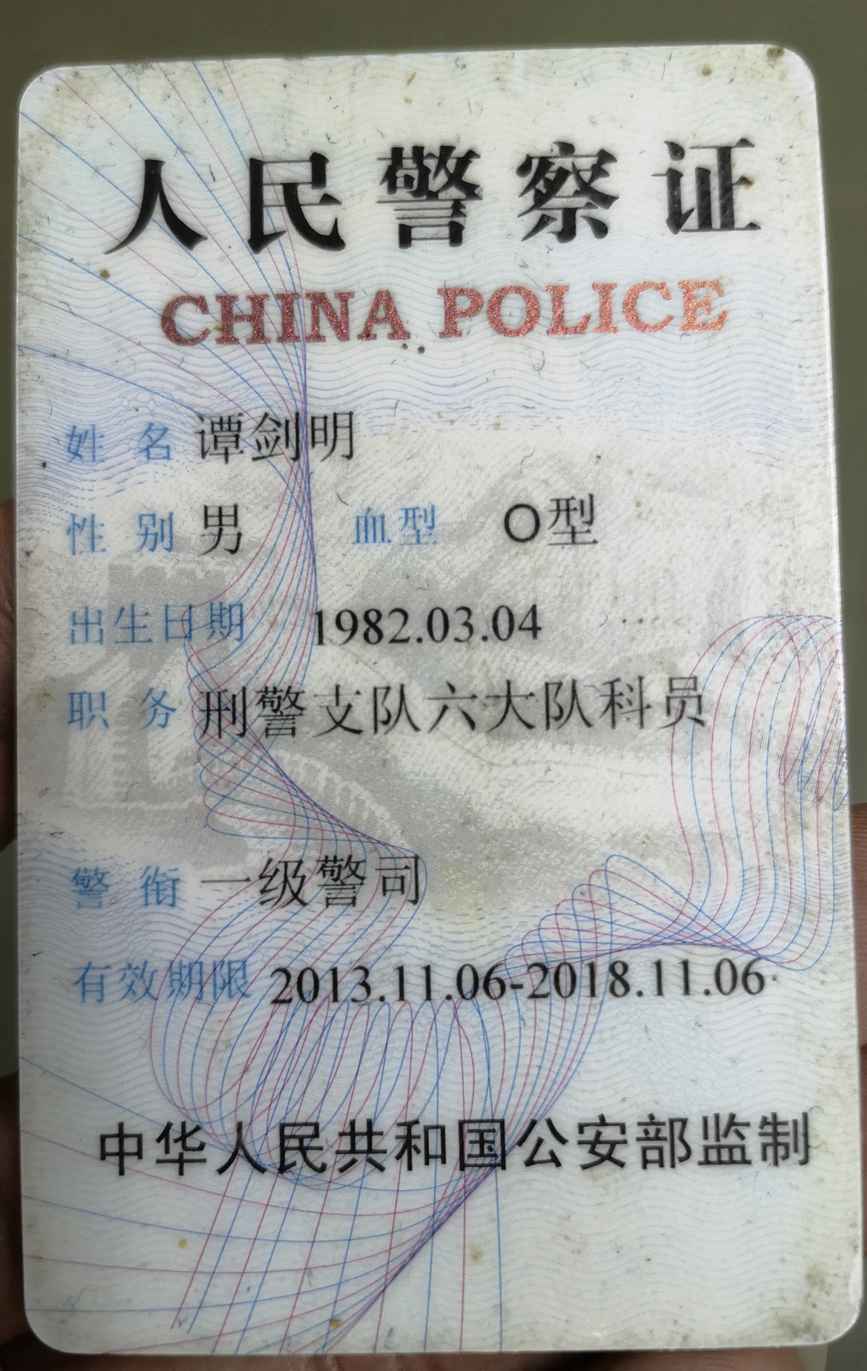 人民警察证
CHINA POLICE
姓 名 谭剑明
性 别 男 血型 O型
出生日期 1982.03.04
职 务 刑警支队六大队科员
警 衔 一级警司
有效期限 2013.11.06-2018.11.06
中华人民共和国公安部监制